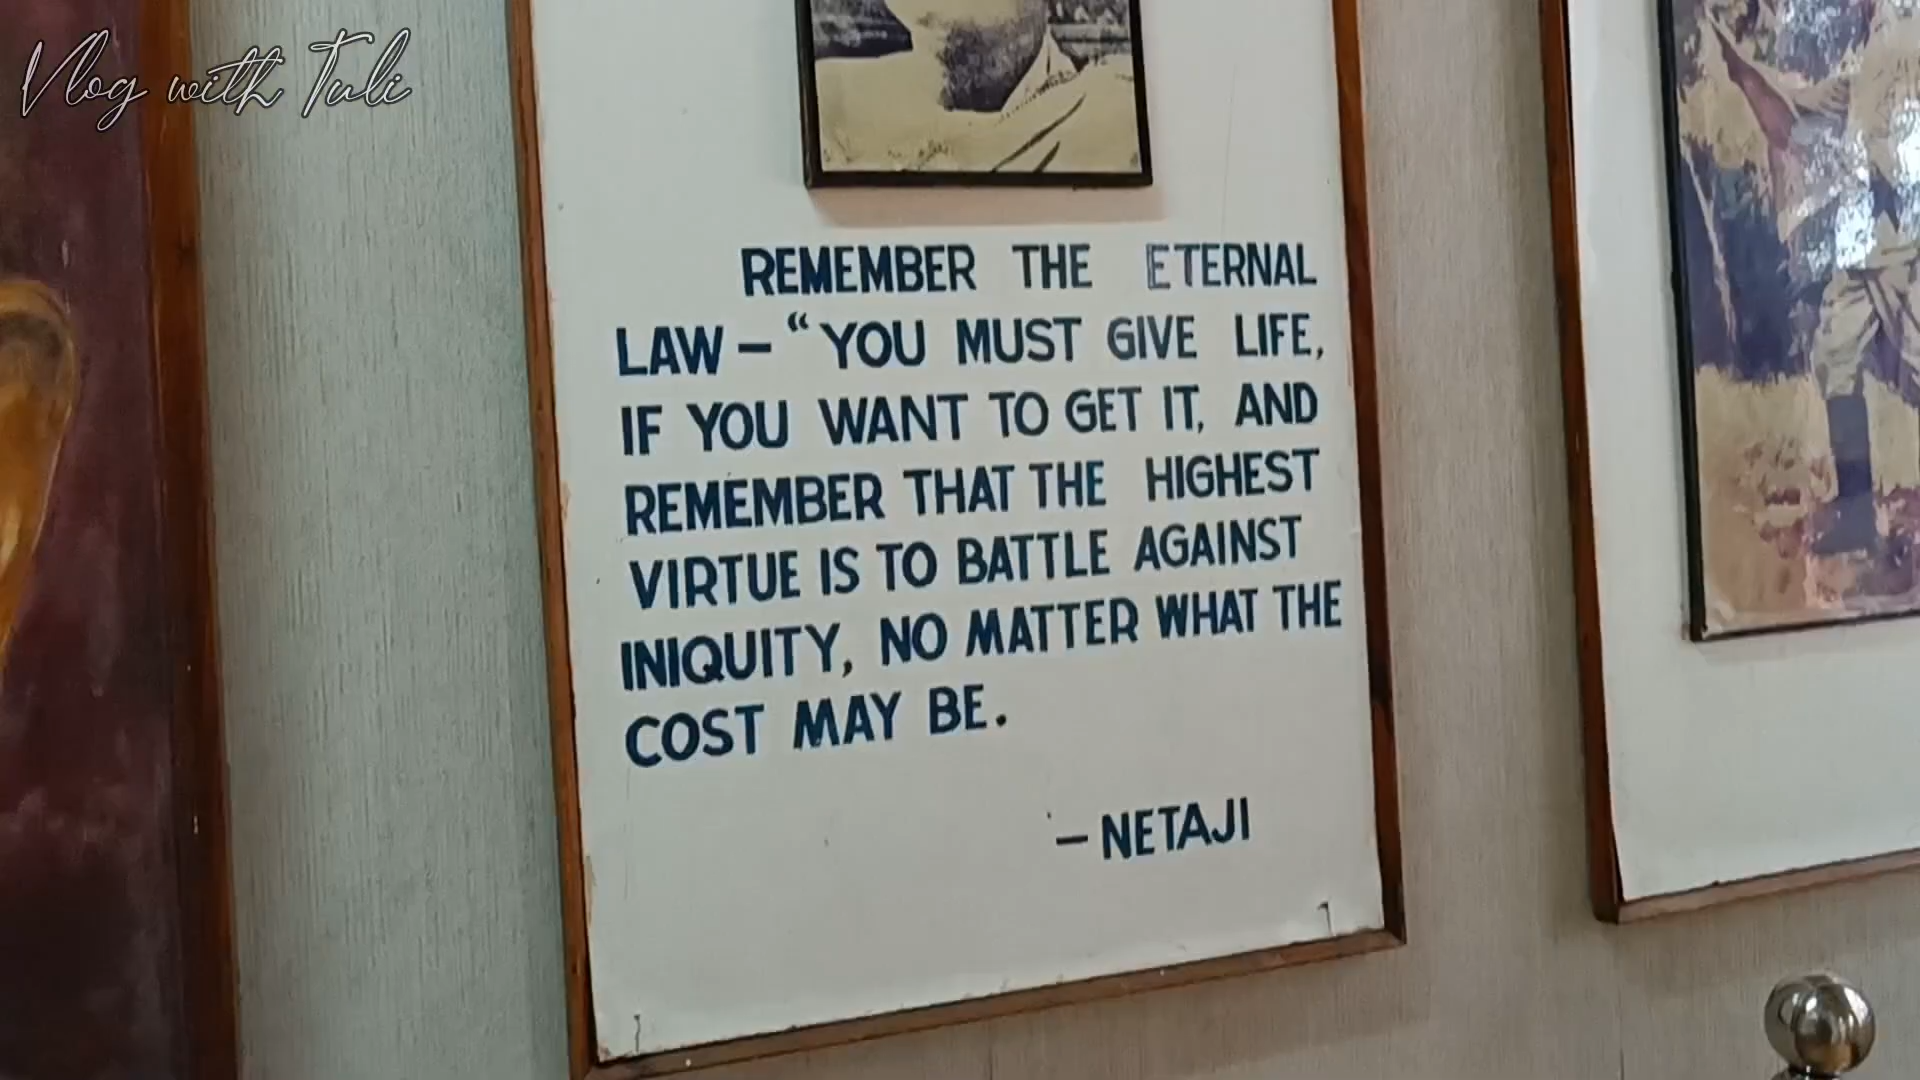 Vlog with Tuli
REMEMBER THE ETERNAL
LAW – “YOU MUST GIVE LIFE,
IF YOU WANT TO GET IT, AND
REMEMBER THAT THE HIGHEST
VIRTUE IS TO BATTLE AGAINST
INIQUITY, NO MATTER WHAT THE
COST MAY BE.
– NETAJI